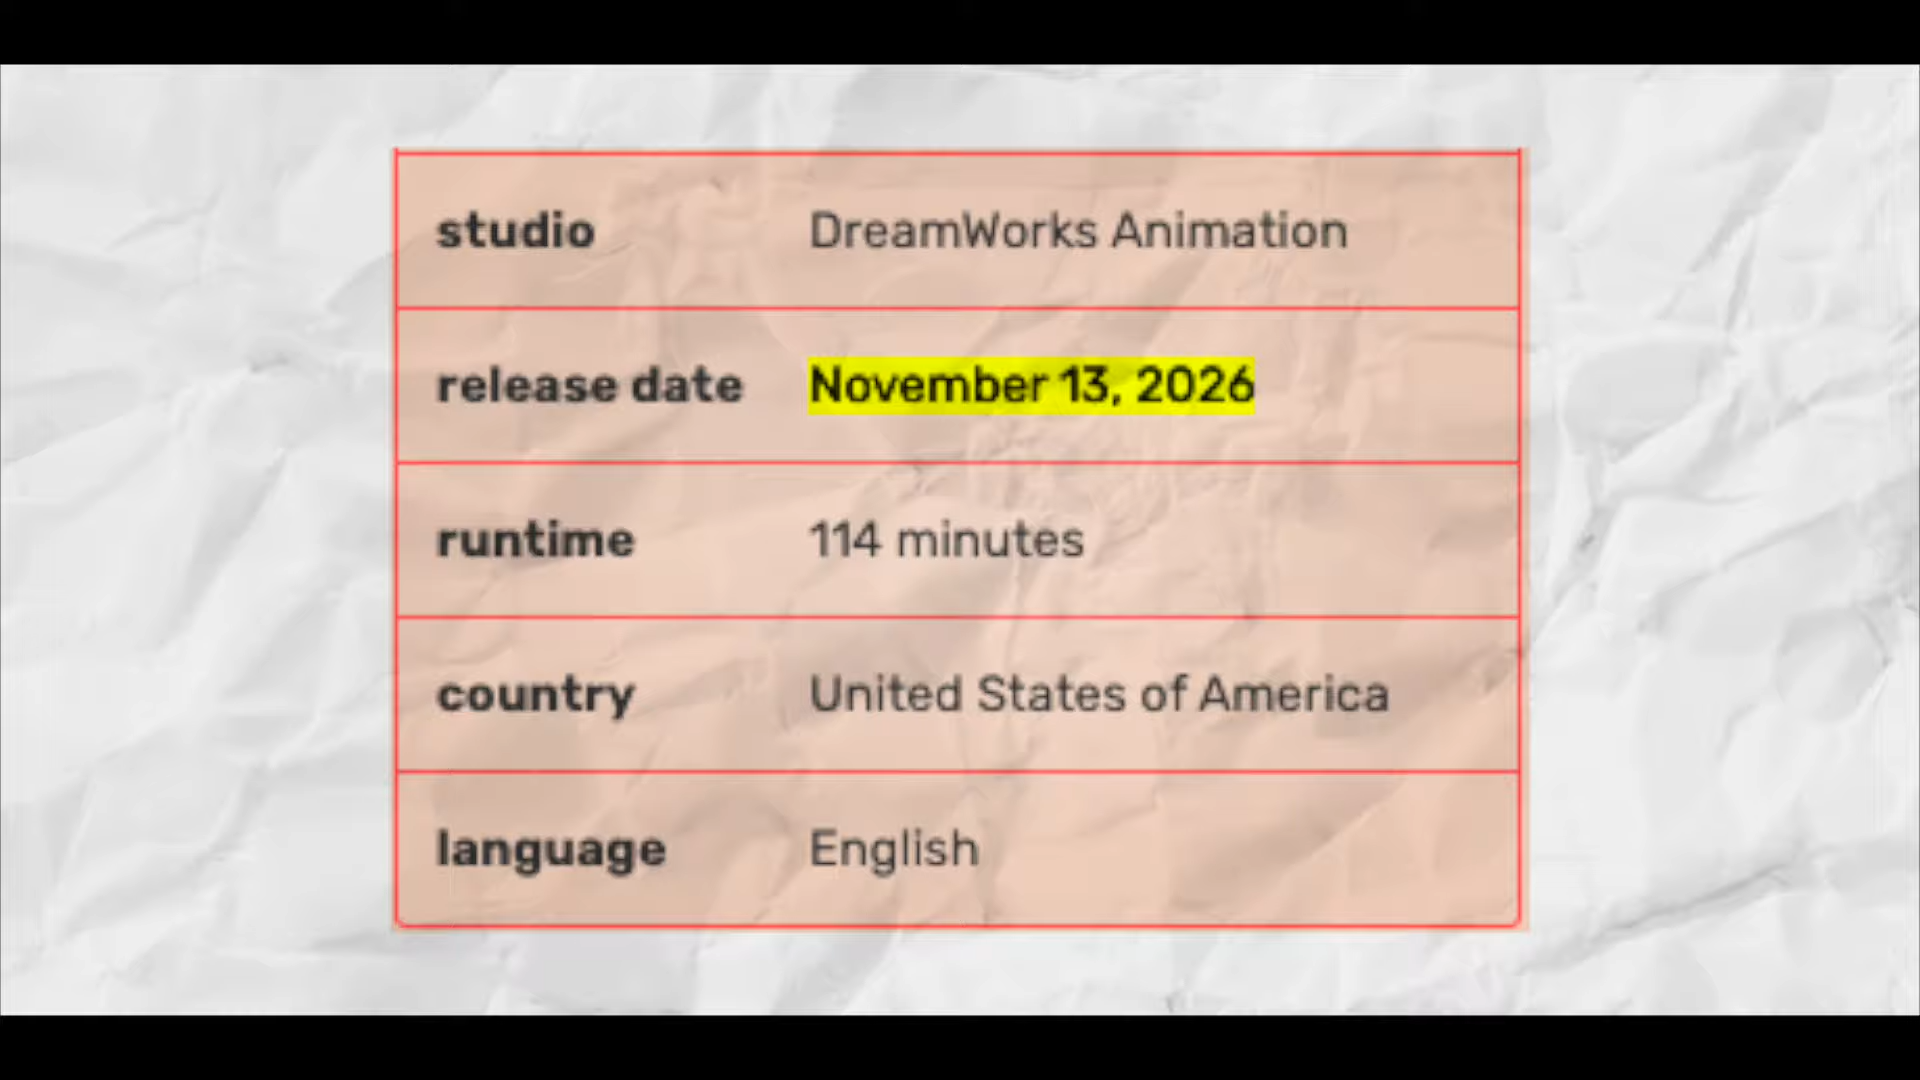 studio DreamWorks Animation
release date November 13, 2026
runtime 114 minutes
country United States of America
language English